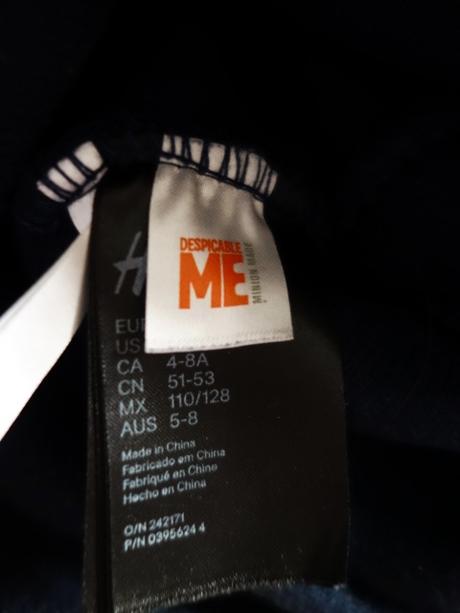 DESPICABLE
ME
MINION MADE
H
EUR
US
CA 4-8A
CN 51-53
MX 110/128
AUS 5-8
Made in China
Fabricado em China
Fabriqué en Chine
Hecho en China
O/N 242171
P/N 0395624 4